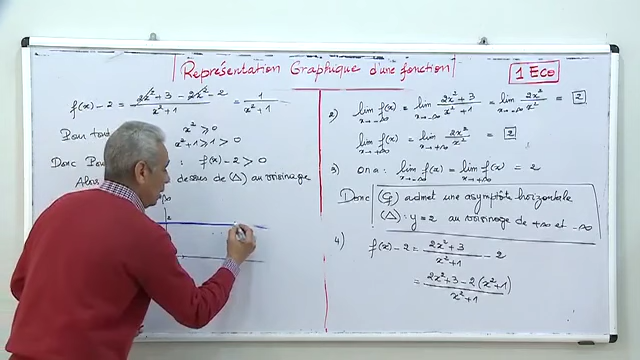 Représentation Graphique d'une fonction
1 Eco
f(x) - 2 = (2x² + 3 - 2x² - 2)/(x² + 1) = 1/(x² + 1)
Pour tout x² ⩾ 0
x² + 1 ⩾ 1 > 0
Donc Pou : f(x) - 2 > 0
Alors dessus de (Δ) au voisinage
∞
2
2) lim f(x) = lim (2x² + 3)/(x² + 1) = lim 2x²/x² = 2
x→-∞ x→-∞ x→-∞
lim f(x) = lim 2x²/x² = 2
x→+∞ x→+∞
3) on a : lim f(x) = lim f(x) = 2
x→-∞ x→+∞
Donc (Cf) admet une asymptôte horizontale
(Δ) : y = 2 au voisinage de +∞ et -∞
4) f(x) - 2 = (2x² + 3)/(x² + 1) - 2
= (2x² + 3 - 2(x² + 1))/(x² + 1)